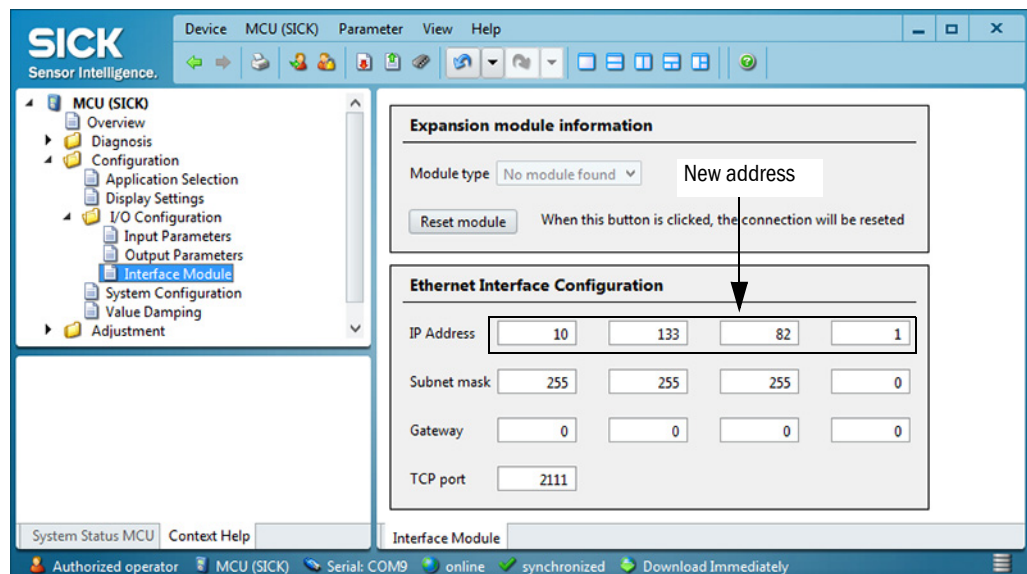 SICK
Sensor Intelligence.
Device MCU (SICK) Parameter View Help
MCU (SICK)
Overview
Diagnosis
Configuration
Application Selection
Display Settings
I/O Configuration
Input Parameters
Output Parameters
Interface Module
System Configuration
Value Damping
Adjustment
System Status MCU Context Help
Expansion module information
Module type No module found
New address
Reset module When this button is clicked, the connection will be reseted
Ethernet Interface Configuration
IP Address 10 133 82 1
Subnet mask 255 255 255 0
Gateway 0 0 0 0
TCP port 2111
Interface Module
Authorized operator MCU (SICK) Serial: COM9 online synchronized Download Immediately